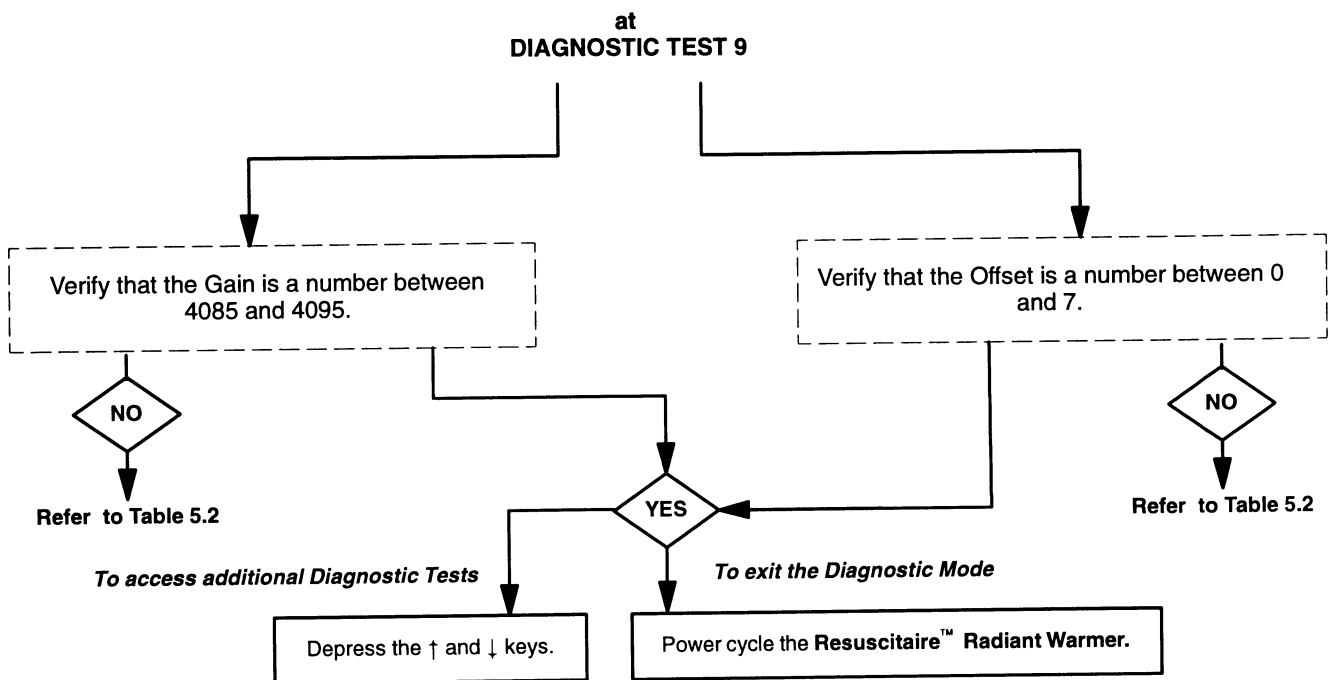 at
DIAGNOSTIC TEST 9
Verify that the Gain is a number between
4085 and 4095.
Verify that the Offset is a number between 0
and 7.
NO
NO
Refer to Table 5.2
YES
Refer to Table 5.2
To access additional Diagnostic Tests
To exit the Diagnostic Mode
Depress the ↑ and ↓ keys.
Power cycle the Resuscitaire™ Radiant Warmer.